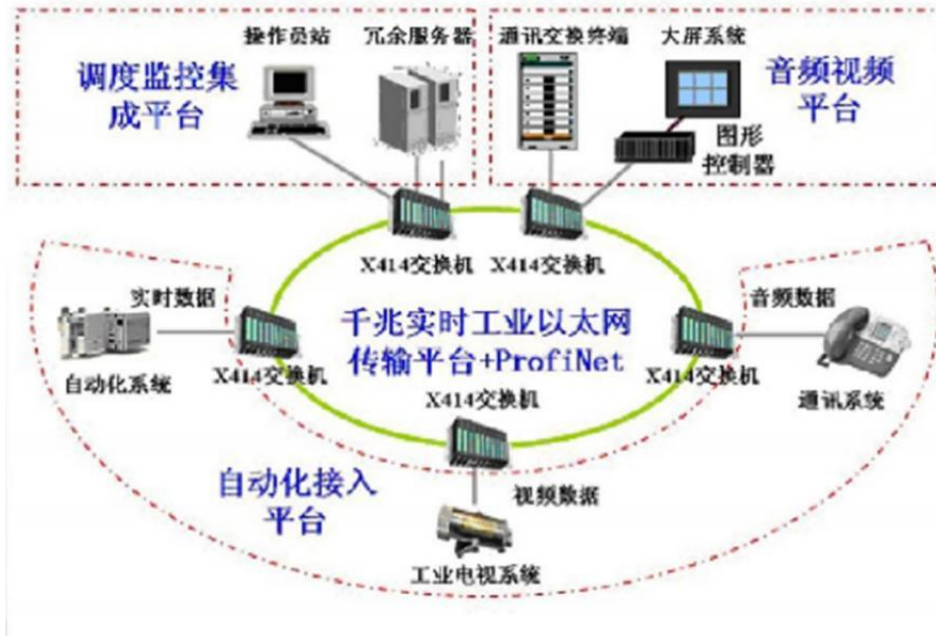 操作员站
冗余服务器
通讯交换终端
大屏系统
调度监控集
成平台
音频视频
平台
图形
控制器
X414交换机
X414交换机
实时数据
音频数据
千兆实时工业以太网
传输平台+ProfiNet
自动化系统
X414交换机
X414交换机
通讯系统
X414交换机
自动化接入
平台
视频数据
工业电视系统